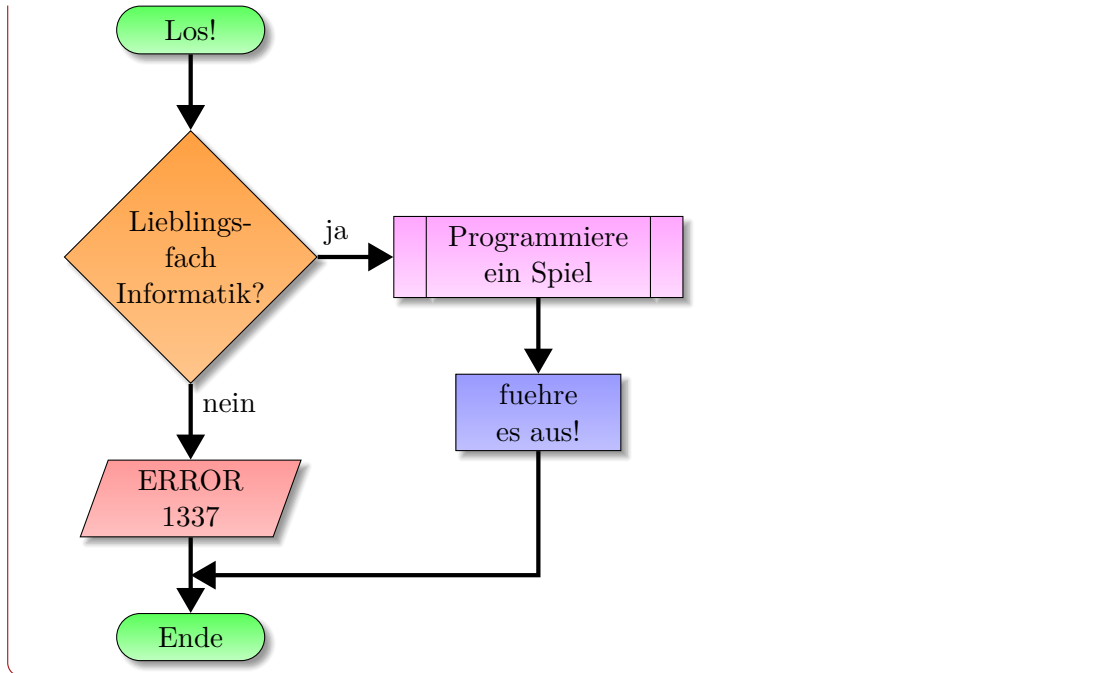 Los!
Lieblings-
fach
Informatik?
ja
Programmiere
ein Spiel
fuehre
es aus!
nein
ERROR
1337
Ende